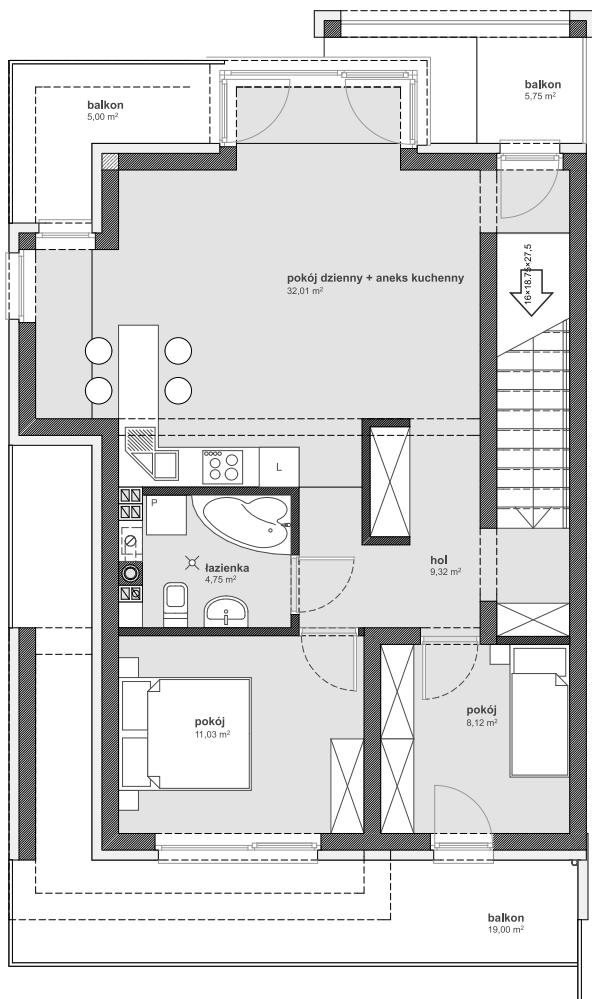 balkon
5,75 m²
balkon
5,00 m²
pokój dzienny + aneks kuchenny
32,01 m²
16×18.75×27,5
L
P
łazienka
4,75 m²
hol
9,32 m²
pokój
11,03 m²
pokój
8,12 m²
balkon
19,00 m²